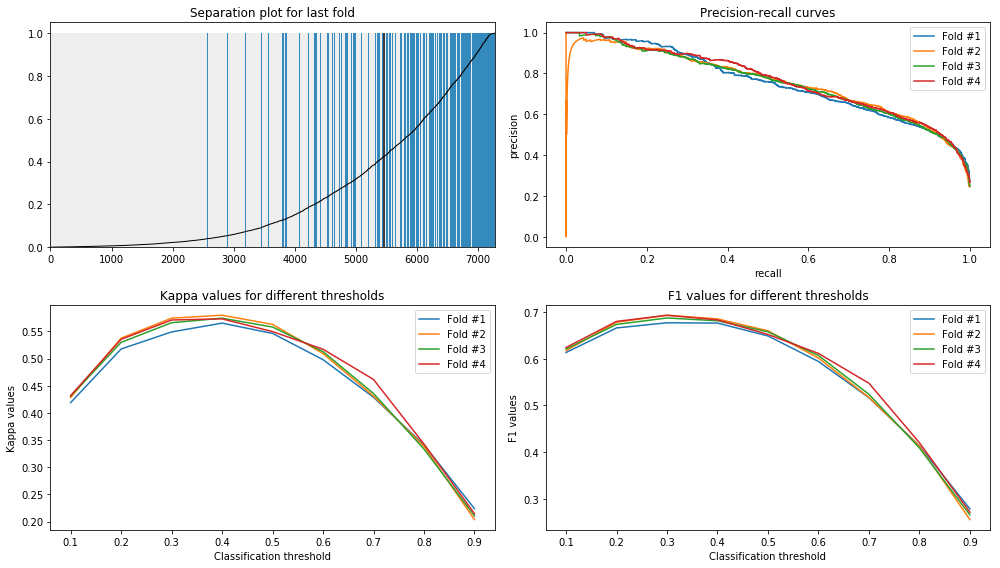 Separation plot for last fold
1.0
0.8
0.6
0.4
0.2
0.0
0 1000 2000 3000 4000 5000 6000 7000
Precision-recall curves
precision
1.0
0.8
0.6
0.4
0.2
0.0
Fold #1
Fold #2
Fold #3
Fold #4
0.0 0.2 0.4 0.6 0.8 1.0
recall
Kappa values for different thresholds
Kappa values
0.55
0.50
0.45
0.40
0.35
0.30
0.25
0.20
Fold #1
Fold #2
Fold #3
Fold #4
0.1 0.2 0.3 0.4 0.5 0.6 0.7 0.8 0.9
Classification threshold
F1 values for different thresholds
F1 values
0.7
0.6
0.5
0.4
0.3
Fold #1
Fold #2
Fold #3
Fold #4
0.1 0.2 0.3 0.4 0.5 0.6 0.7 0.8 0.9
Classification threshold